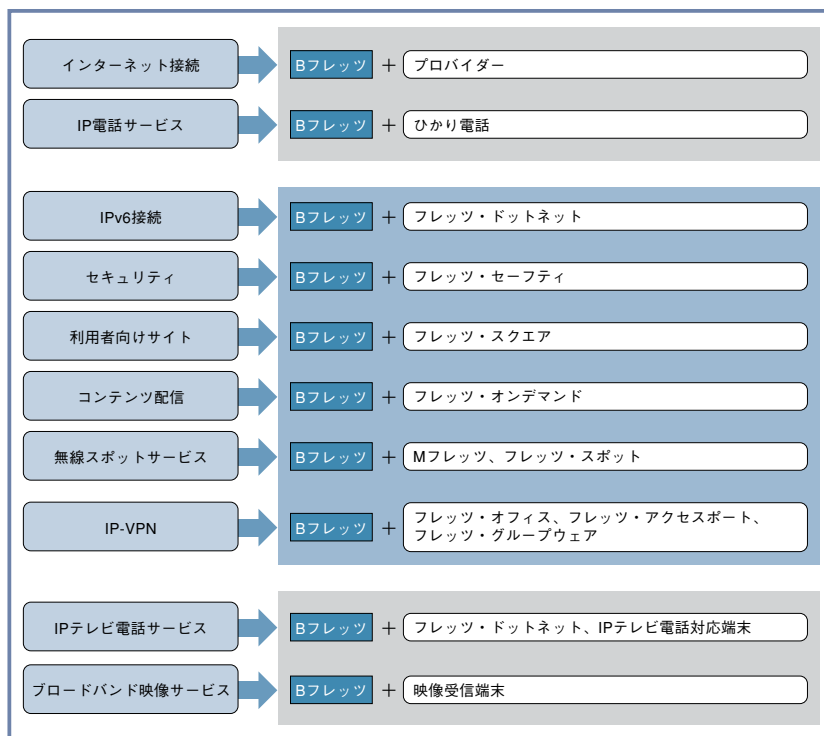 インターネット接続 Bフレッツ + プロバイダー
IP電話サービス Bフレッツ + ひかり電話
IPv6接続 Bフレッツ + フレッツ・ドットネット
セキュリティ Bフレッツ + フレッツ・セーフティ
利用者向けサイト Bフレッツ + フレッツ・スクエア
コンテンツ配信 Bフレッツ + フレッツ・オンデマンド
無線スポットサービス Bフレッツ + Mフレッツ、フレッツ・スポット
IP-VPN Bフレッツ + フレッツ・オフィス、フレッツ・アクセスポート、
フレッツ・グループウェア
IPテレビ電話サービス Bフレッツ + フレッツ・ドットネット、IPテレビ電話対応端末
ブロードバンド映像サービス Bフレッツ + 映像受信端末